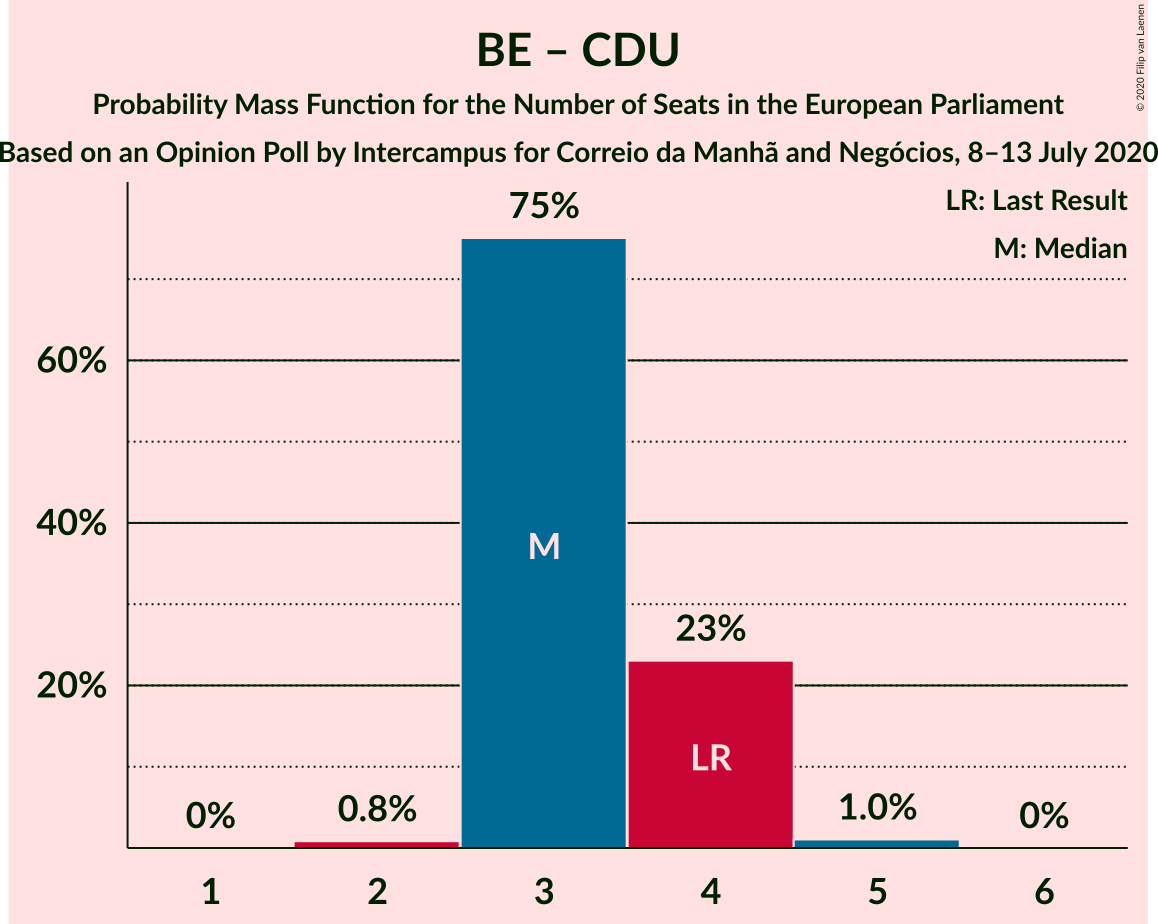 BE – CDU
Probability Mass Function for the Number of Seats in the European Parliament
Based on an Opinion Poll by Intercampus for Correio da Manhã and Negócios, 8–13 July 2020
© 2020 Filip van Laenen
LR: Last Result
M: Median
75%
60%
40%
M
23%
20%
LR
0%
0.8%
1.0%
0%
1 2 3 4 5 6